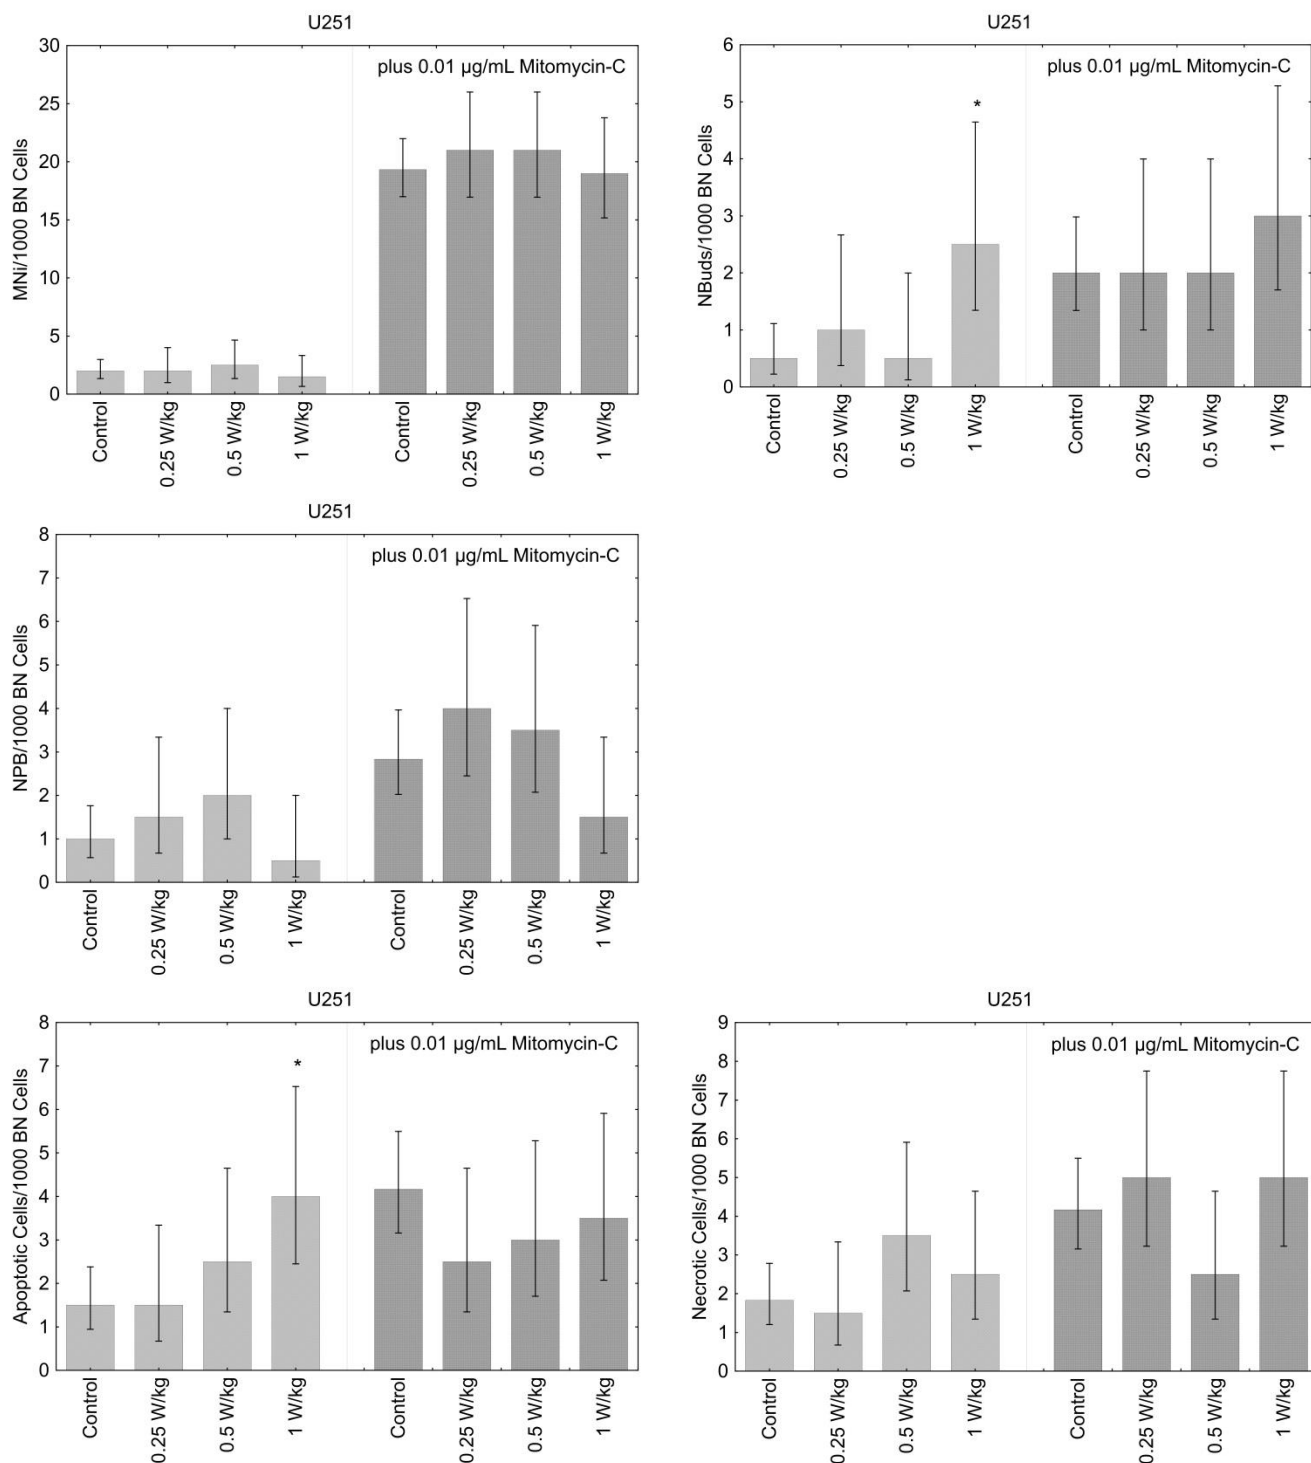 U251
plus 0.01 µg/mL Mitomycin-C
MNi/1000 BN Cells
30
25
20
15
10
5
0
Control
0.25 W/kg
0.5 W/kg
1 W/kg
Control
0.25 W/kg
0.5 W/kg
1 W/kg
U251
plus 0.01 µg/mL Mitomycin-C
*
NBuds/1000 BN Cells
6
5
4
3
2
1
0
Control
0.25 W/kg
0.5 W/kg
1 W/kg
Control
0.25 W/kg
0.5 W/kg
1 W/kg
U251
plus 0.01 µg/mL Mitomycin-C
NPB/1000 BN Cells
8
7
6
5
4
3
2
1
0
Control
0.25 W/kg
0.5 W/kg
1 W/kg
Control
0.25 W/kg
0.5 W/kg
1 W/kg
U251
plus 0.01 µg/mL Mitomycin-C
*
Apoptotic Cells/1000 BN Cells
8
7
6
5
4
3
2
1
0
Control
0.25 W/kg
0.5 W/kg
1 W/kg
Control
0.25 W/kg
0.5 W/kg
1 W/kg
U251
plus 0.01 µg/mL Mitomycin-C
Necrotic Cells/1000 BN Cells
9
8
7
6
5
4
3
2
1
0
Control
0.25 W/kg
0.5 W/kg
1 W/kg
Control
0.25 W/kg
0.5 W/kg
1 W/kg